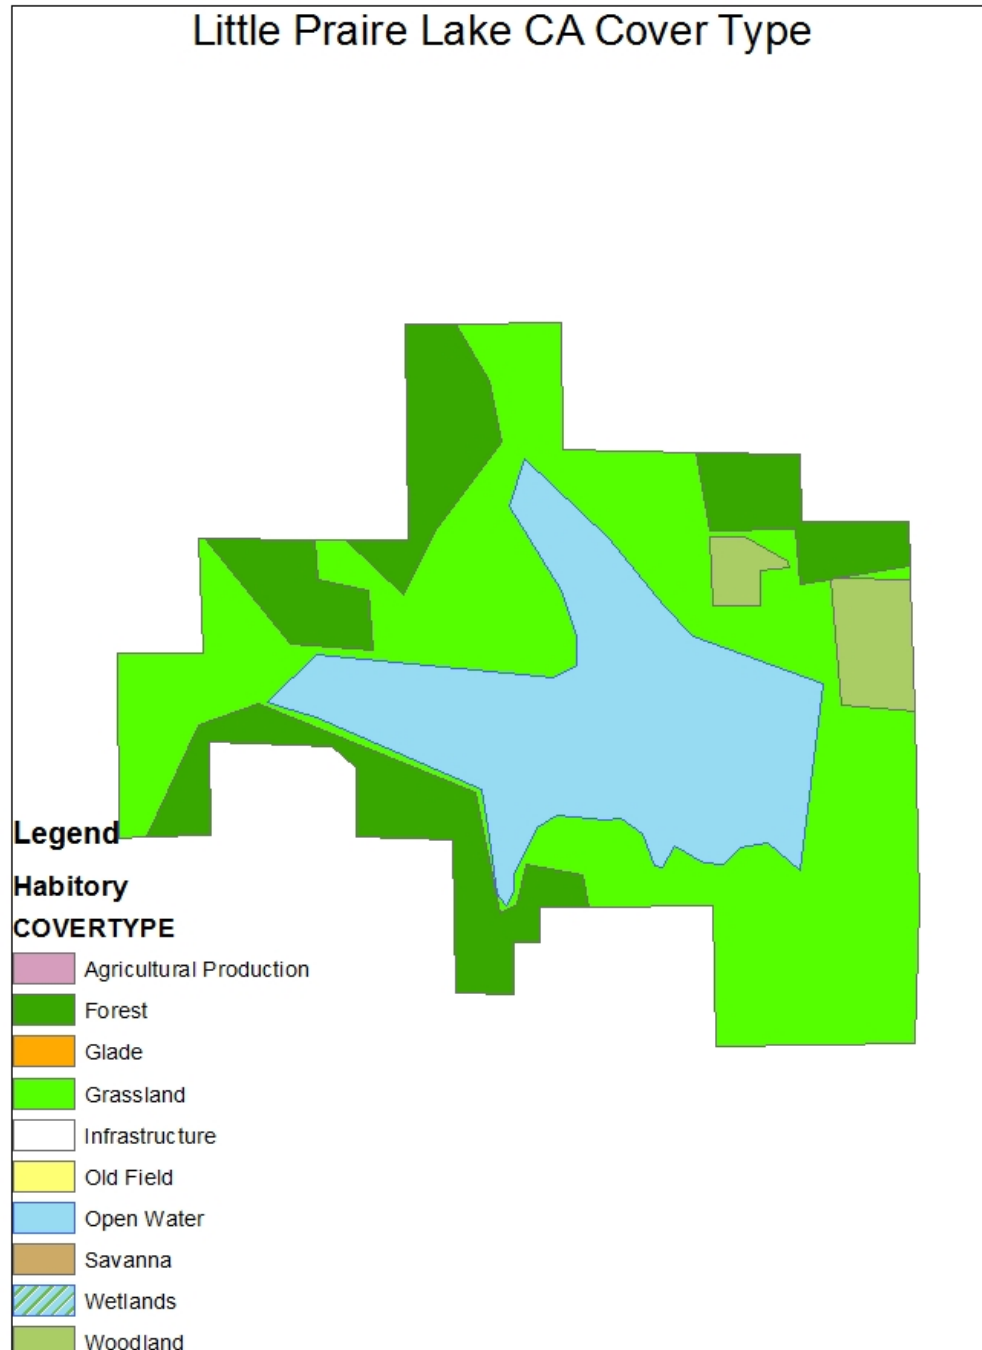 Little Praire Lake CA Cover Type
Legend
Habitory
COVERTYPE
Agricultural Production
Forest
Glade
Grassland
Infrastructure
Old Field
Open Water
Savanna
Wetlands
Woodland